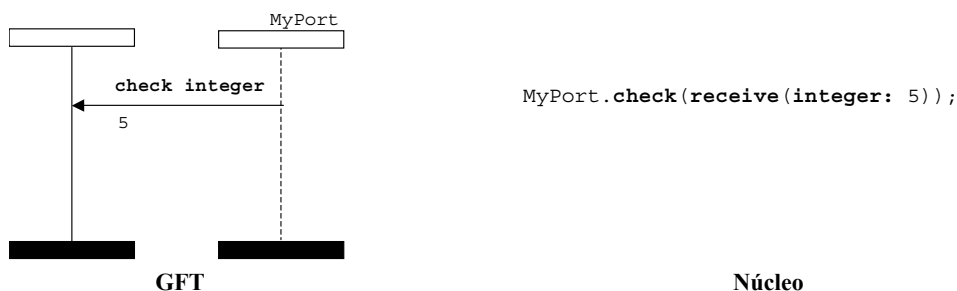 MyPort
check integer
5
MyPort.check(receive(integer: 5));
GFT
Núcleo